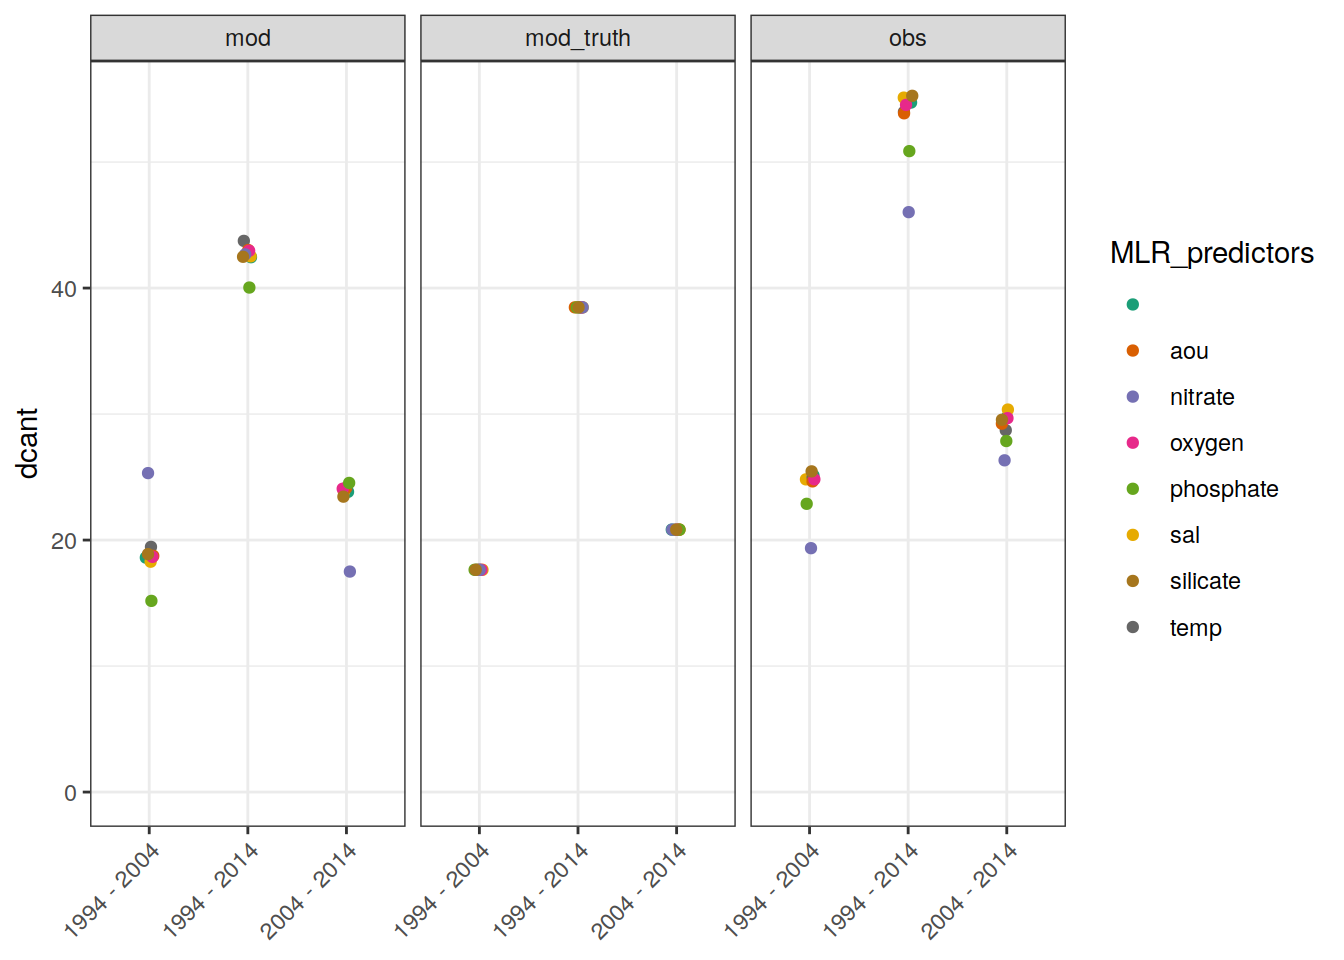 mod
mod_truth
obs
dcant
40
20
0
1994 - 2004
1994 - 2014
2004 - 2014
1994 - 2004
1994 - 2014
2004 - 2014
1994 - 2004
1994 - 2014
2004 - 2014
MLR_predictors
aou
nitrate
oxygen
phosphate
sal
silicate
temp